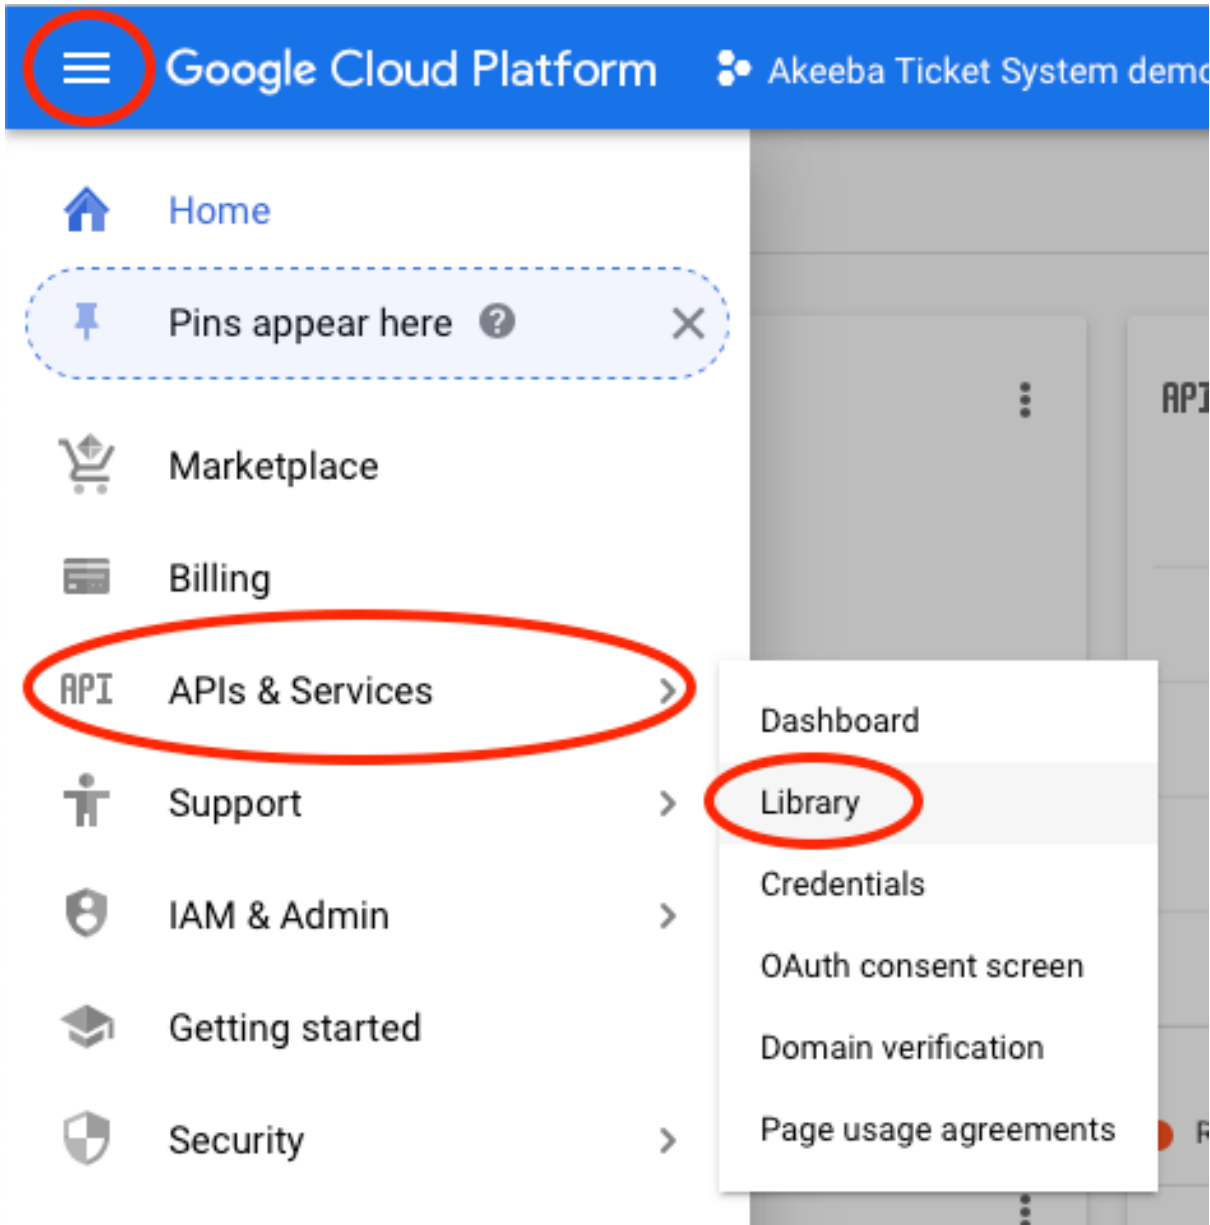 Google Cloud Platform
Akeeba Ticket System demo
Home
Pins appear here
Marketplace
Billing
API APIs & Services
Support
IAM & Admin
Getting started
Security
Dashboard
Library
Credentials
OAuth consent screen
Domain verification
Page usage agreements
API
R